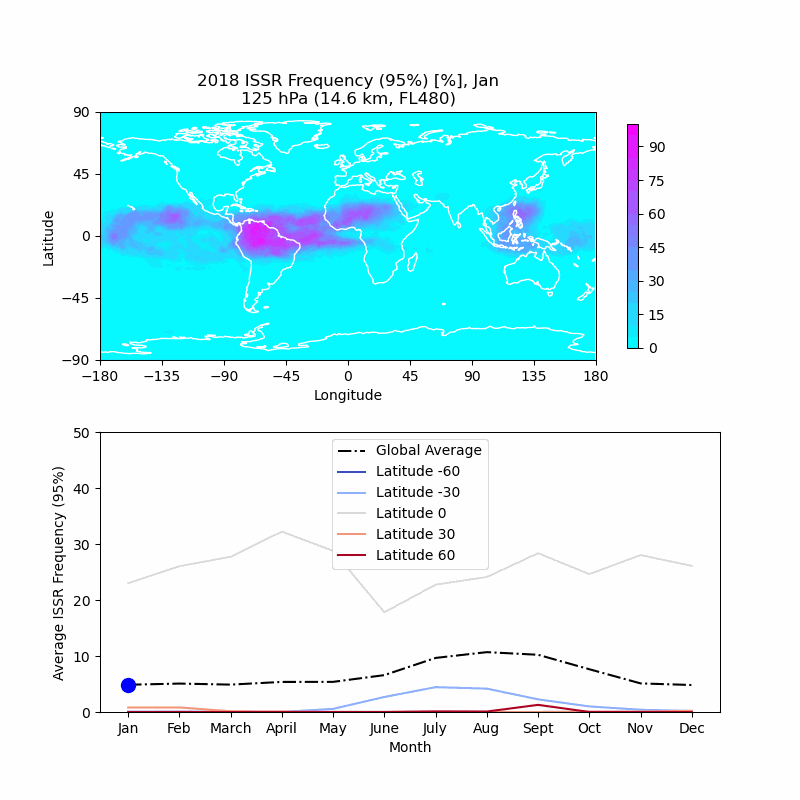 2018 ISSR Frequency (95%) [%], Jan
125 hPa (14.6 km, FL480)
90
45
0
−45
−90
Latitude
−180 −135 −90 −45 0 45 90 135 180
Longitude
90
75
60
45
30
15
0
50
40
30
20
10
0
Average ISSR Frequency (95%)
Global Average
Latitude -60
Latitude -30
Latitude 0
Latitude 30
Latitude 60
Jan Feb March April May June July Aug Sept Oct Nov Dec
Month